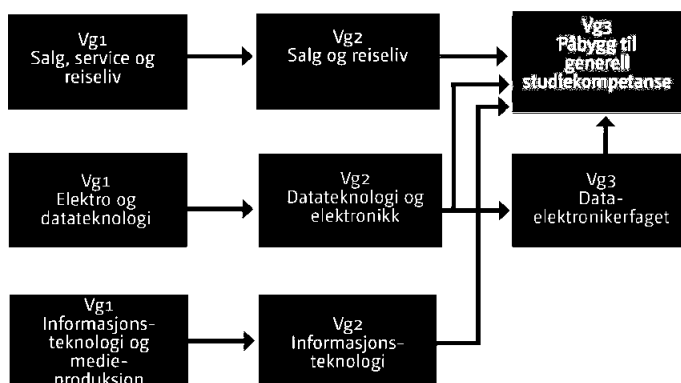 Vg1
Salg, service og
reiseliv
Vg2
Salg og reiseliv
Vg3
Påbygg til
generell
studiekompetanse
Vg1
Elektro og
datateknologi
Vg2
Datateknologi og
elektronikk
Vg3
Data-
elektronikerfaget
Vg1
Informasjons-
teknologi og
medie-
produksjon
Vg2
Informasjons-
teknologi